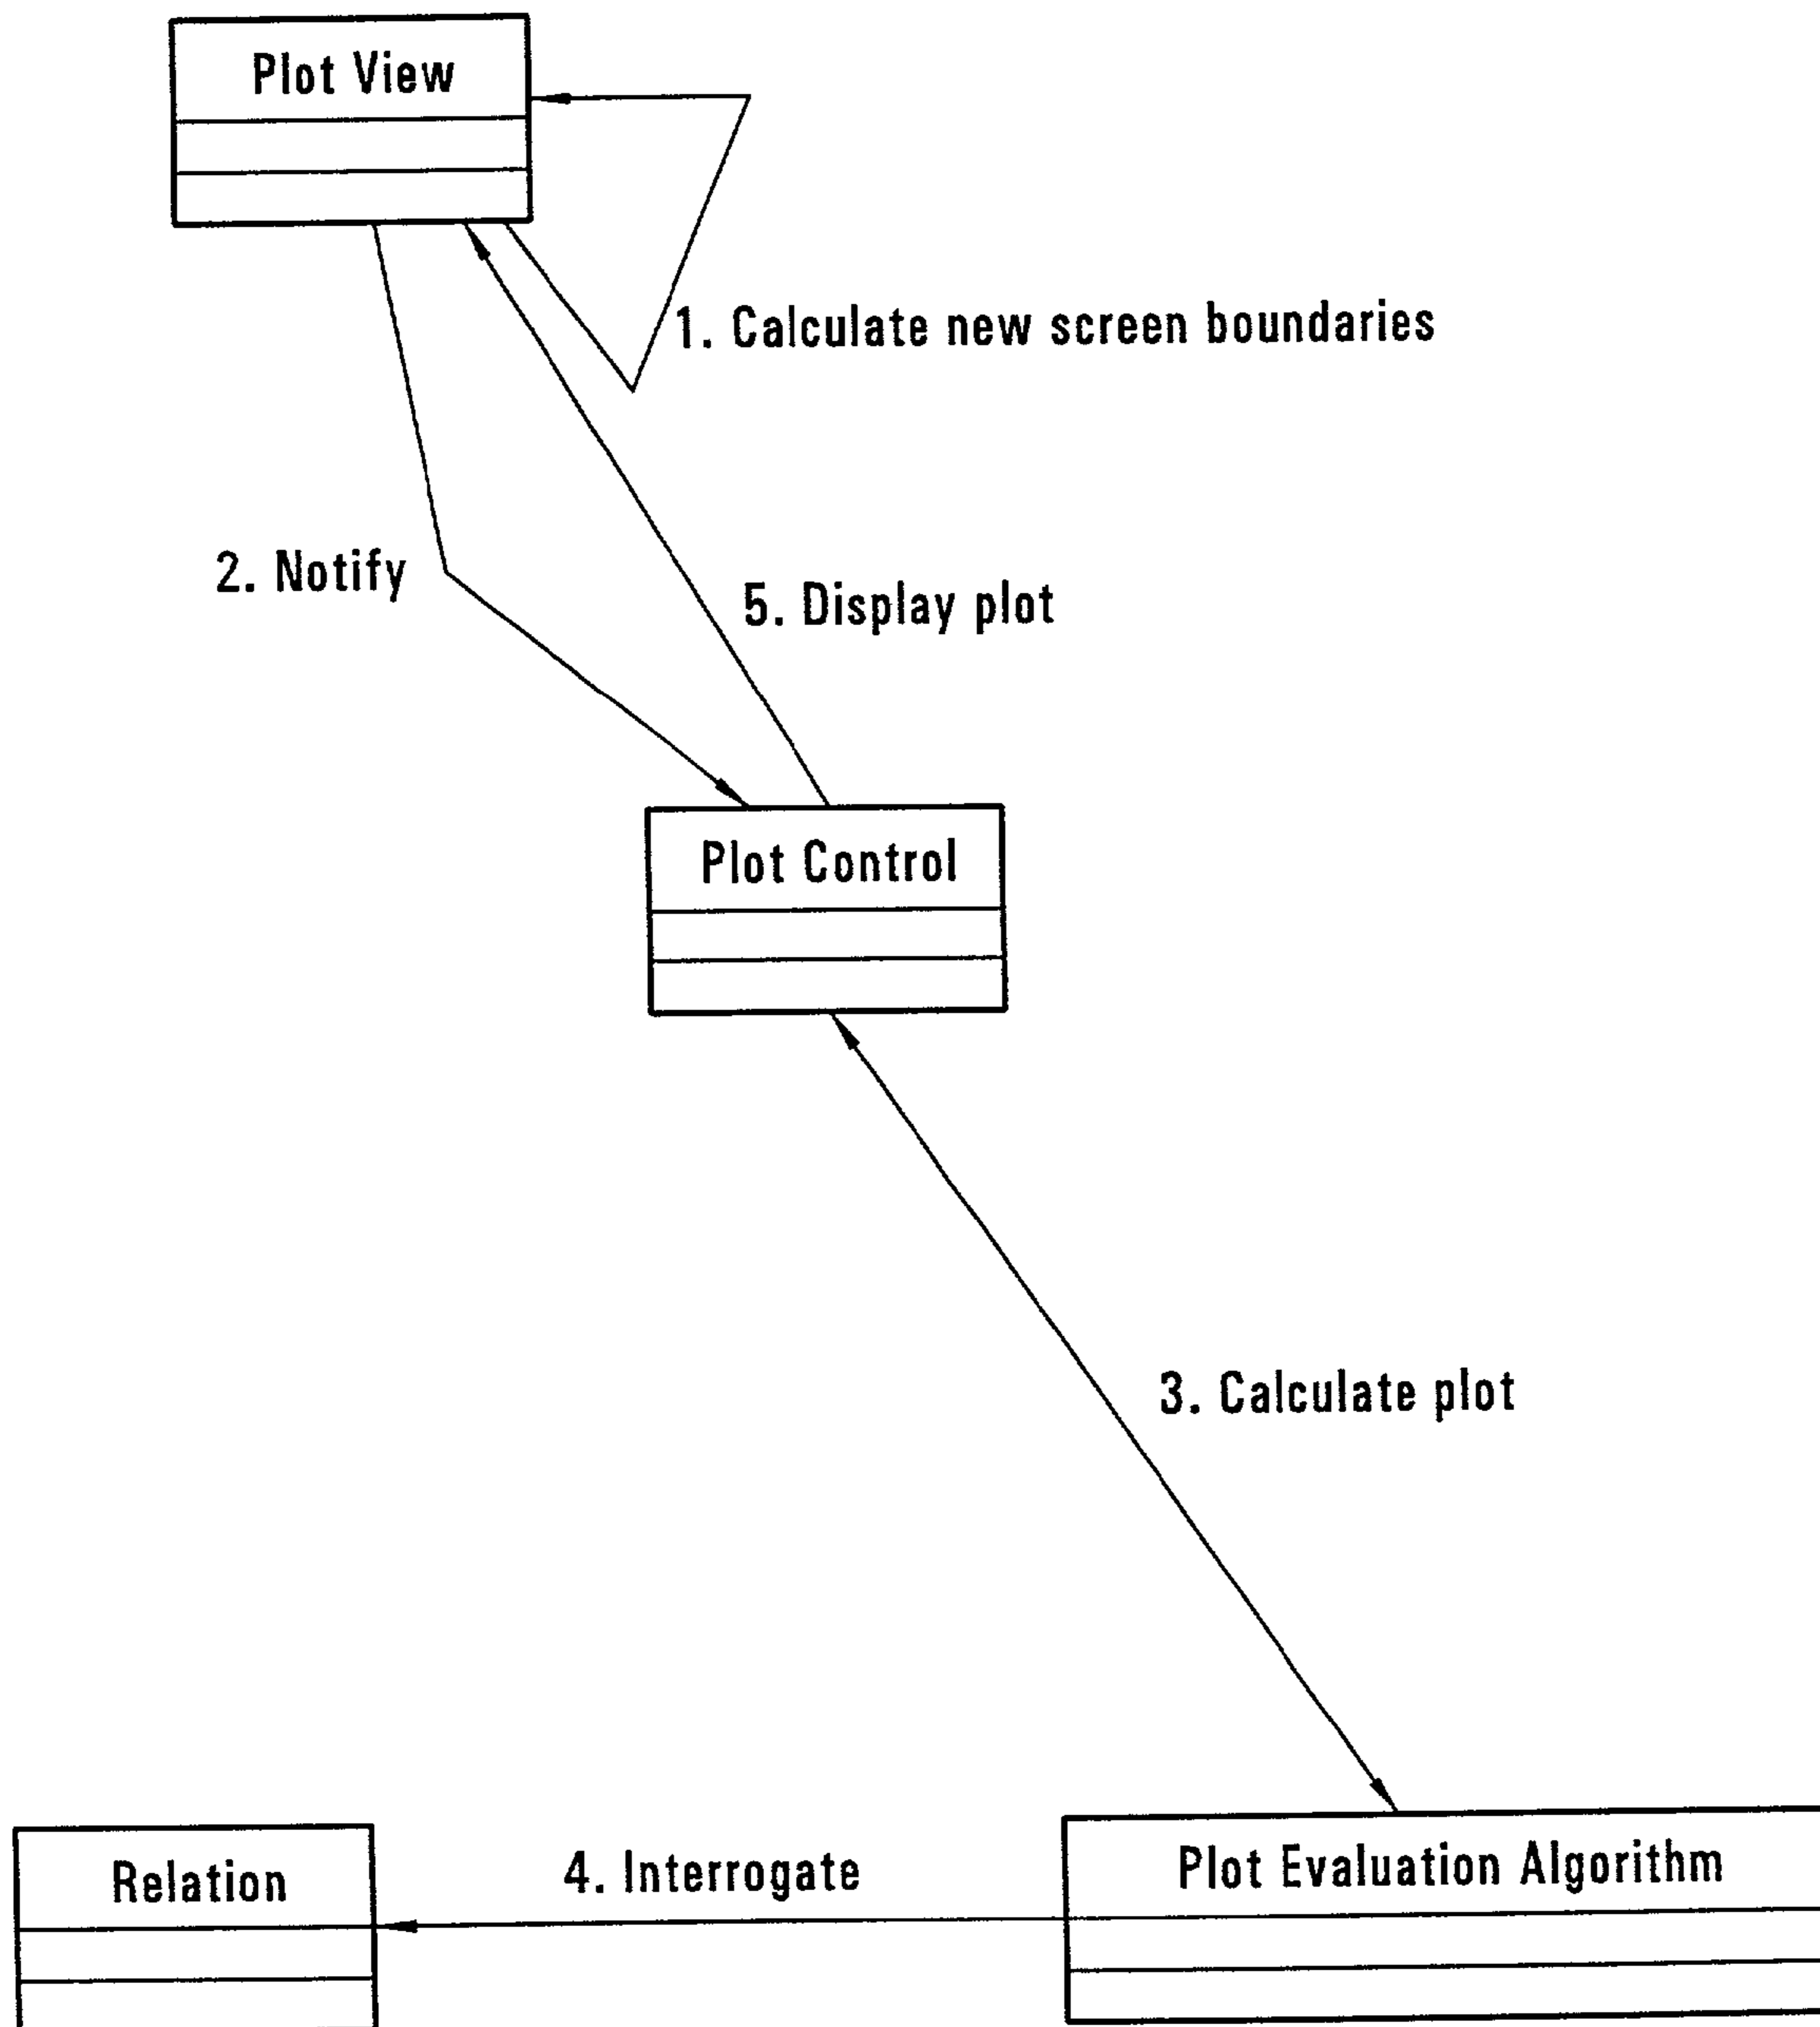 Plot View
1. Calculate new screen boundaries
2. Notify
5. Display plot
Plot Control
3. Calculate plot
Relation
4. Interrogate
Plot Evaluation Algorithm